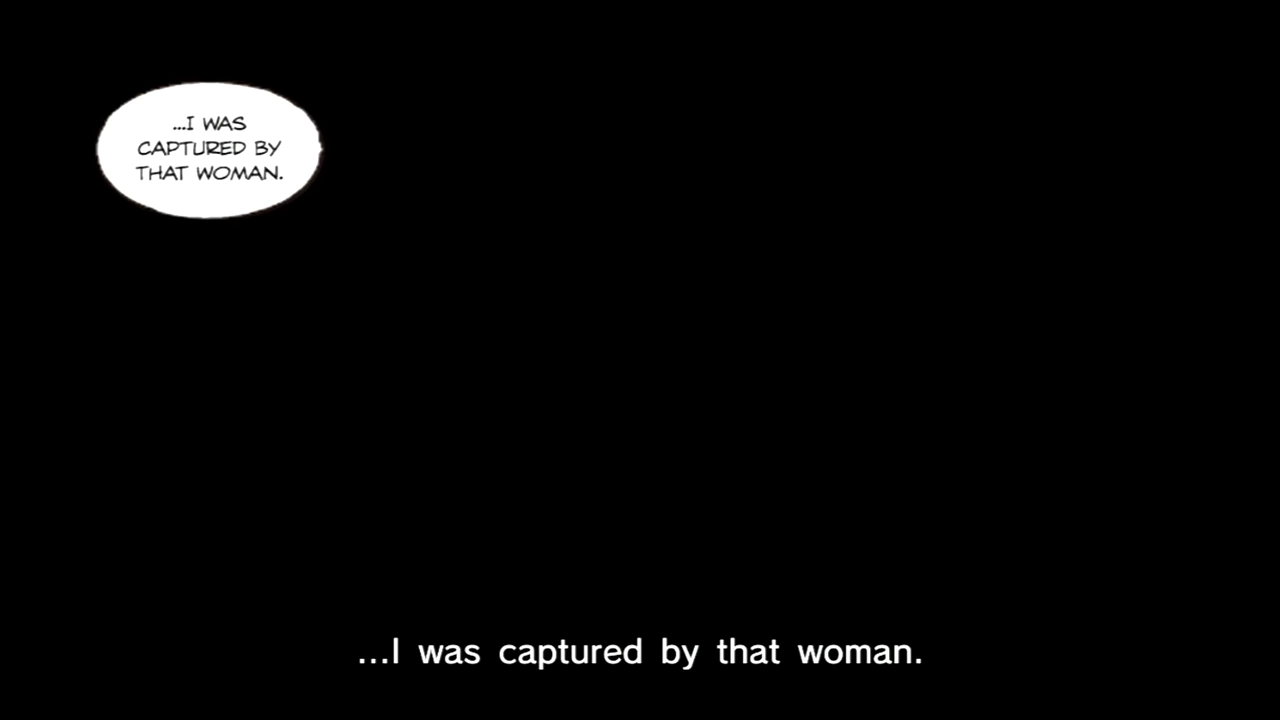 ...I WAS
CAPTURED BY
THAT WOMAN.
...I was captured by that woman.